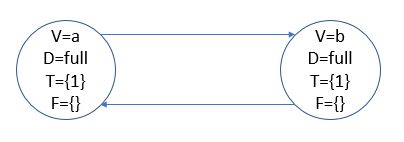 V=a
D=full
T={1}
F={}
V=b
D=full
T={1}
F={}